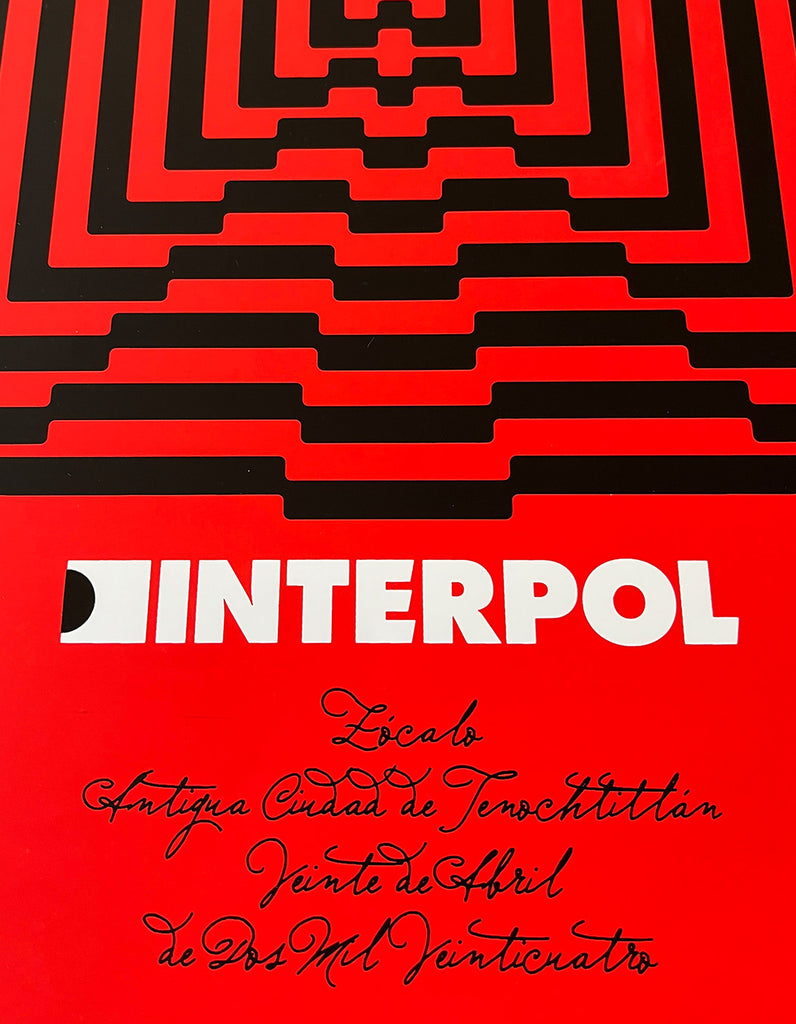 INTERPOL
Zócalo
Antigua Ciudad de Tenochtitlán
Veinte de Abril
de Dos Mil Veinticuatro